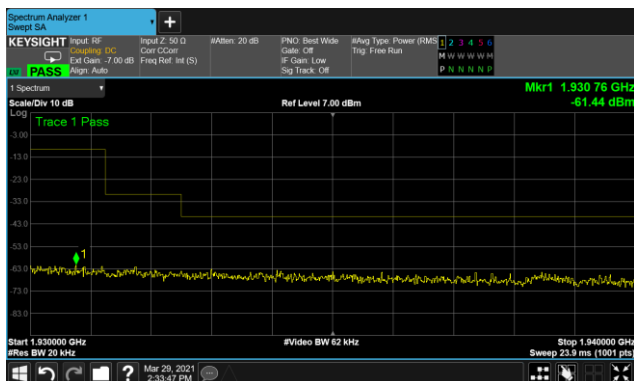 Spectrum Analyzer 1
Swept SA
+
KEYSIGHT Input: RF Input Z: 50 Ω #Atten: 20 dB PNO: Best Wide #Avg Type: Power (RMS 1 2 3 4 5 6
Coupling: DC Corr CCorr Gate: Off Trig: Free Run
Ext Gain: -7.00 dB Freq Ref: Int (S) IF Gain: Low M W W W W M
PASS Align: Auto Sig Track: Off P N N N N P
1 Spectrum Mkr1 1.930 76 GHz
Scale/Div 10 dB Ref Level 7.00 dBm -61.44 dBm
Log
Trace 1 Pass
-3.00
-13.0
-23.0
-33.0
-43.0
-53.0
1
-63.0
-73.0
-83.0
Start 1.930000 GHz #Video BW 62 kHz Stop 1.940000 GHz
#Res BW 20 kHz Sweep 23.9 ms (1001 pts)
? Mar 29, 2021
2:33:47 PM